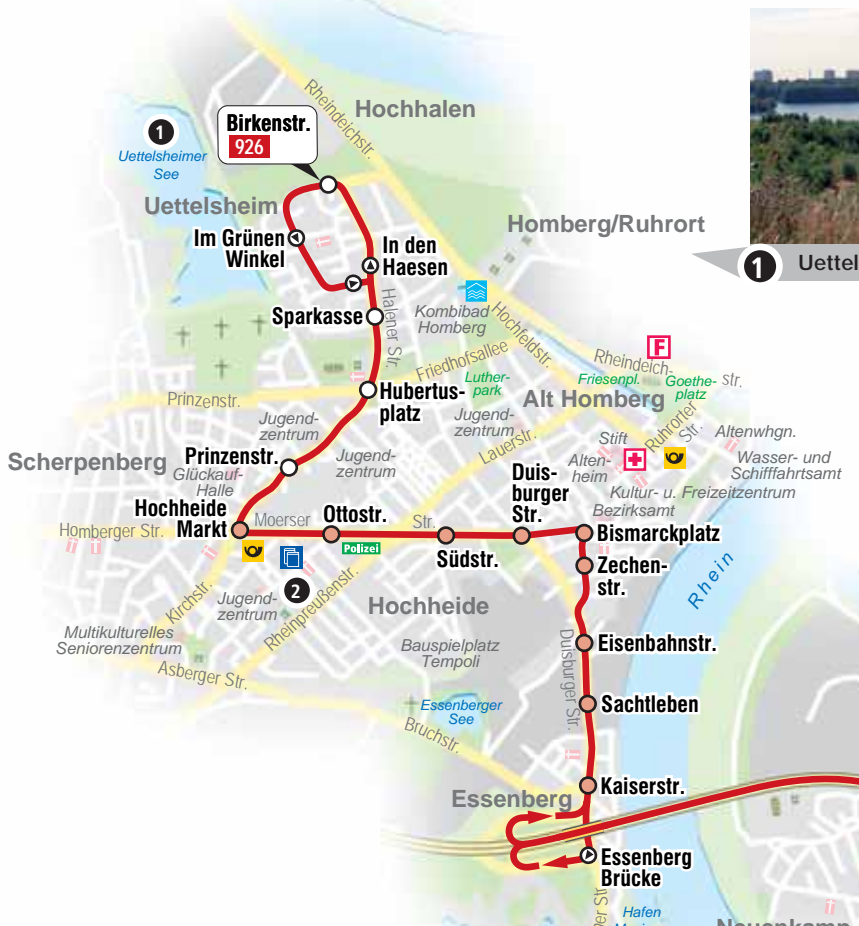 Rheindeichstr.
Hochhalen
1
Birkenstr.
926
Uettelsheimer
See
Uettelsheim
Homberg/Ruhrort
Im Grünen
Winkel
In den
Haesen
1 Uettel
Sparkasse
Halener Str.
Kombibad
Homberg
Hochfeldstr.
Friedhofsallee
Rheindeich-
str.
F
Luther-
park
Friesenpl.
Goethe-
platz
Prinzenstr.
Hubertus-
platz
Alt Homberg
Jugend-
zentrum
Jugend-
zentrum
Ruhrorter
Str.
Stift
Altenwhgn.
Lauerstr.
Prinzenstr.
Jugend-
zentrum
Scherpenberg
Glückauf-
Halle
Duis-
burger
Str.
Alten-
heim
Wasser- und
Schifffahrtsamt
Kultur- u. Freizeitzentrum
Bezirksamt
Hochheide
Markt
Homberger Str.
Moerser
Str.
Ottostr.
Polizei
Südstr.
Bismarckplatz
Zechen-
str.
Rhein
2
Kirchstr.
Jugend-
zentrum
Rheinpreußenstr.
Hochheide
Multikulturelles
Seniorenzentrum
Bauspielplatz
Tempoli
Duisburger Str.
Eisenbahnstr.
Asberger Str.
Essenberger
See
Sachtleben
Bruchstr.
Kaiserstr.
Essenberg
Essenberg
Brücke
Hafen